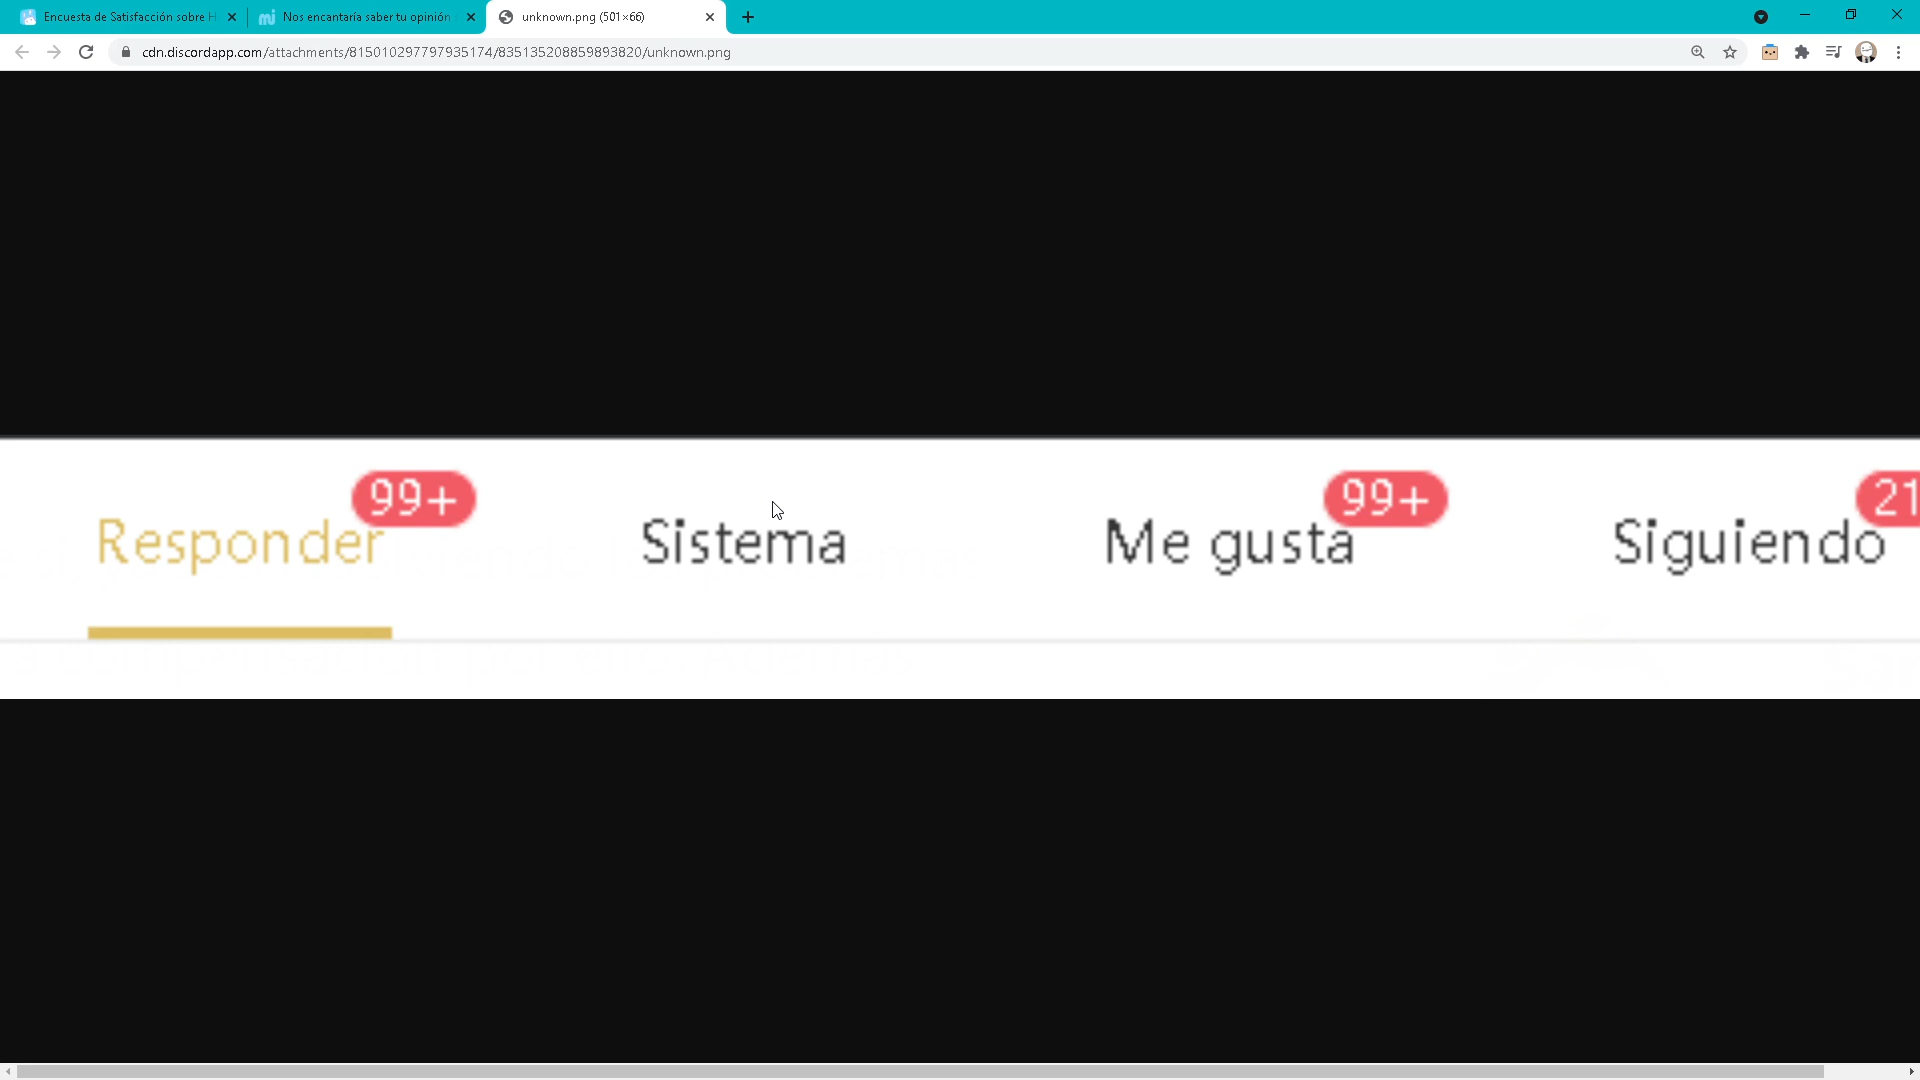 Encuesta de Satisfacción sobre H
Nos encantaría saber tu opinión
unknown.png (501×66)
cdn.discordapp.com/attachments/815010297797935174/835135208859893820/unknown.png
Responder 99+ Sistema Me gusta 99+ Siguiendo 21